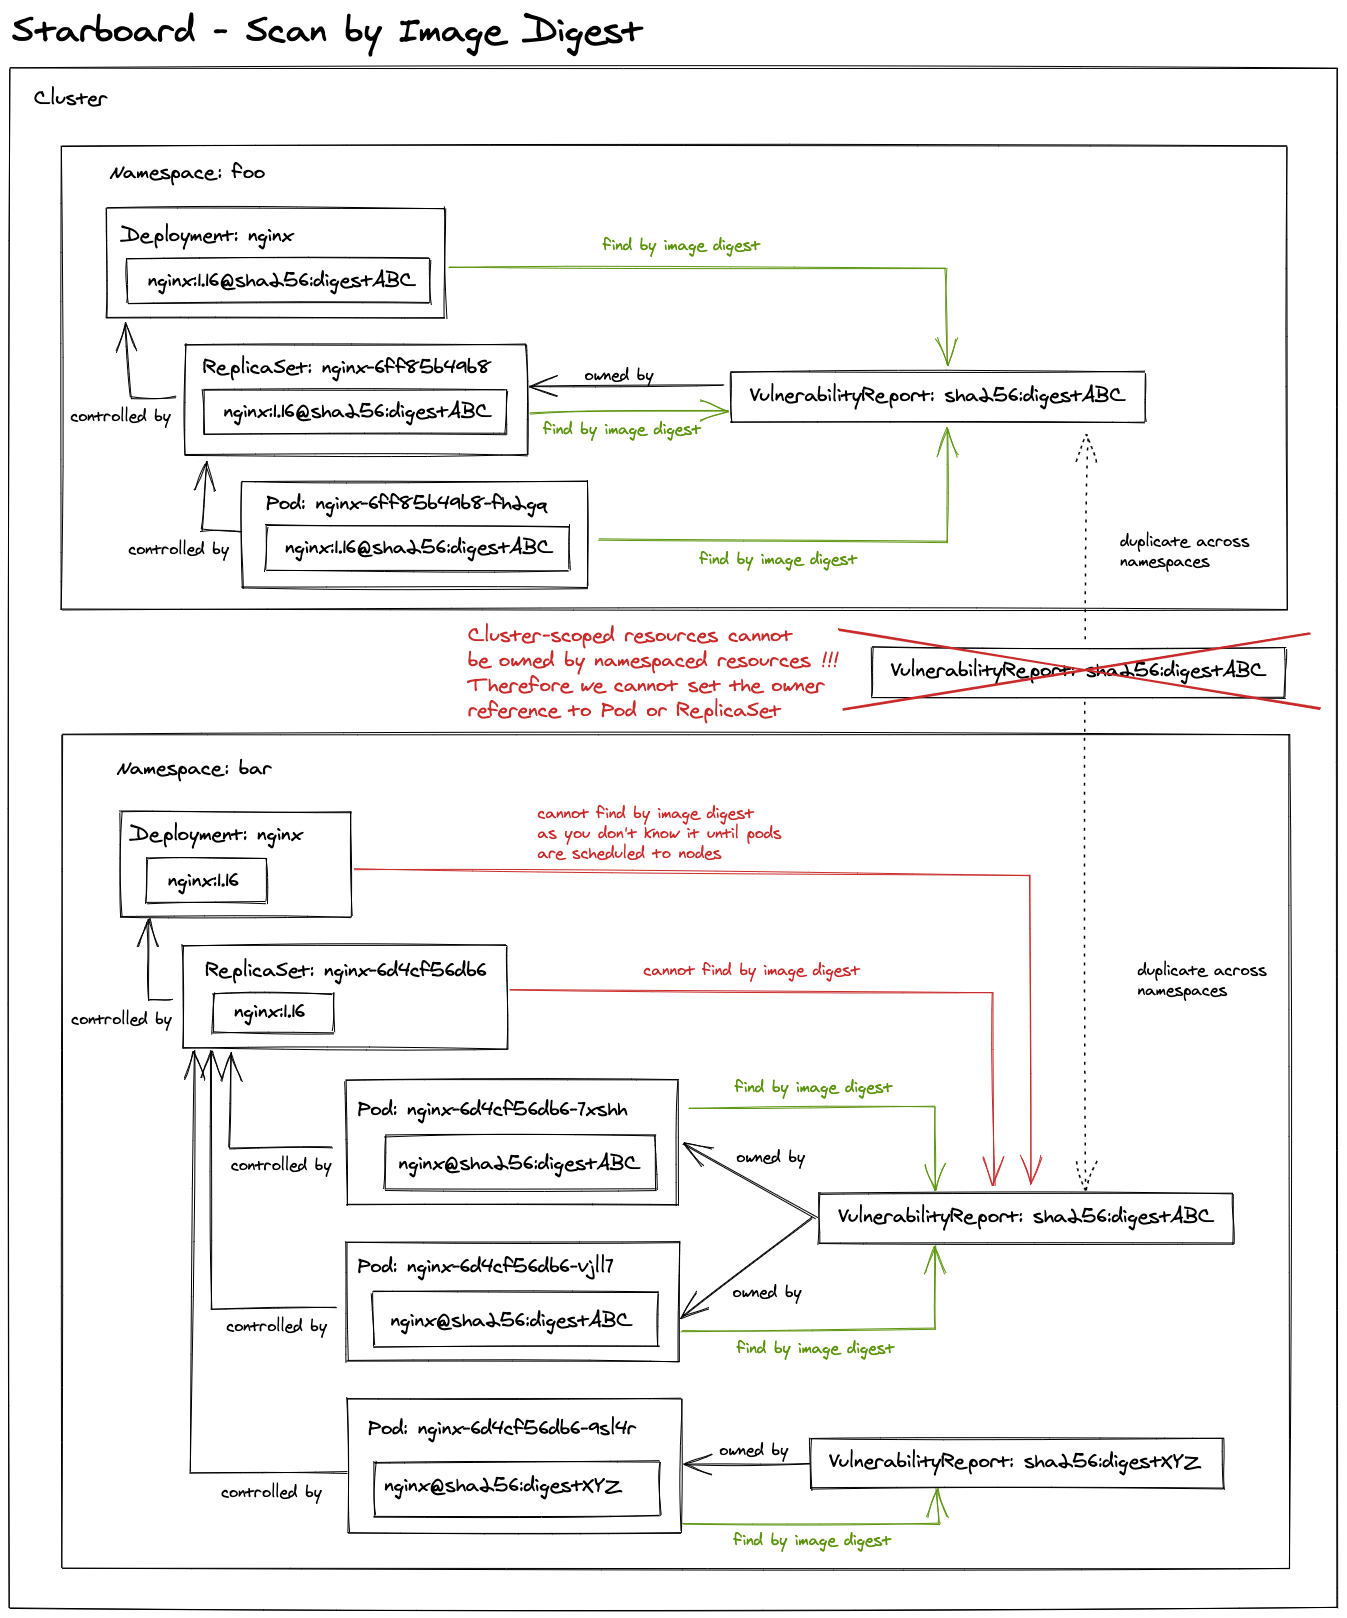 Starboard - Scan by Image Digest
Cluster
Namespace: foo
Deployment: nginx
nginx:1.16@sha256:digestABC
find by image digest
ReplicaSet: nginx-6ff85b49b8
nginx:1.16@sha256:digestABC
controlled by
owned by
find by image digest
VulnerabilityReport: sha256:digestABC
Pod: nginx-6ff85b49b8-fh2gq
nginx:1.16@sha256:digestABC
controlled by
find by image digest
duplicate across
namespaces
Cluster-scoped resources cannot
be owned by namespaced resources !!!
Therefore we cannot set the owner
reference to Pod or ReplicaSet
VulnerabilityReport: sha256:digestABC
Namespace: bar
Deployment: nginx
nginx:1.16
cannot find by image digest
as you don't know it until pods
are scheduled to nodes
ReplicaSet: nginx-6d4cf56db6
nginx:1.16
controlled by
cannot find by image digest
duplicate across
namespaces
Pod: nginx-6d4cf56db6-7xshh
nginx@sha256:digestABC
controlled by
find by image digest
owned by
VulnerabilityReport: sha256:digestABC
Pod: nginx-6d4cf56db6-vjll7
nginx@sha256:digestABC
controlled by
owned by
find by image digest
Pod: nginx-6d4cf56db6-9sl4r
nginx@sha256:digestXYZ
controlled by
owned by
VulnerabilityReport: sha256:digestXYZ
find by image digest